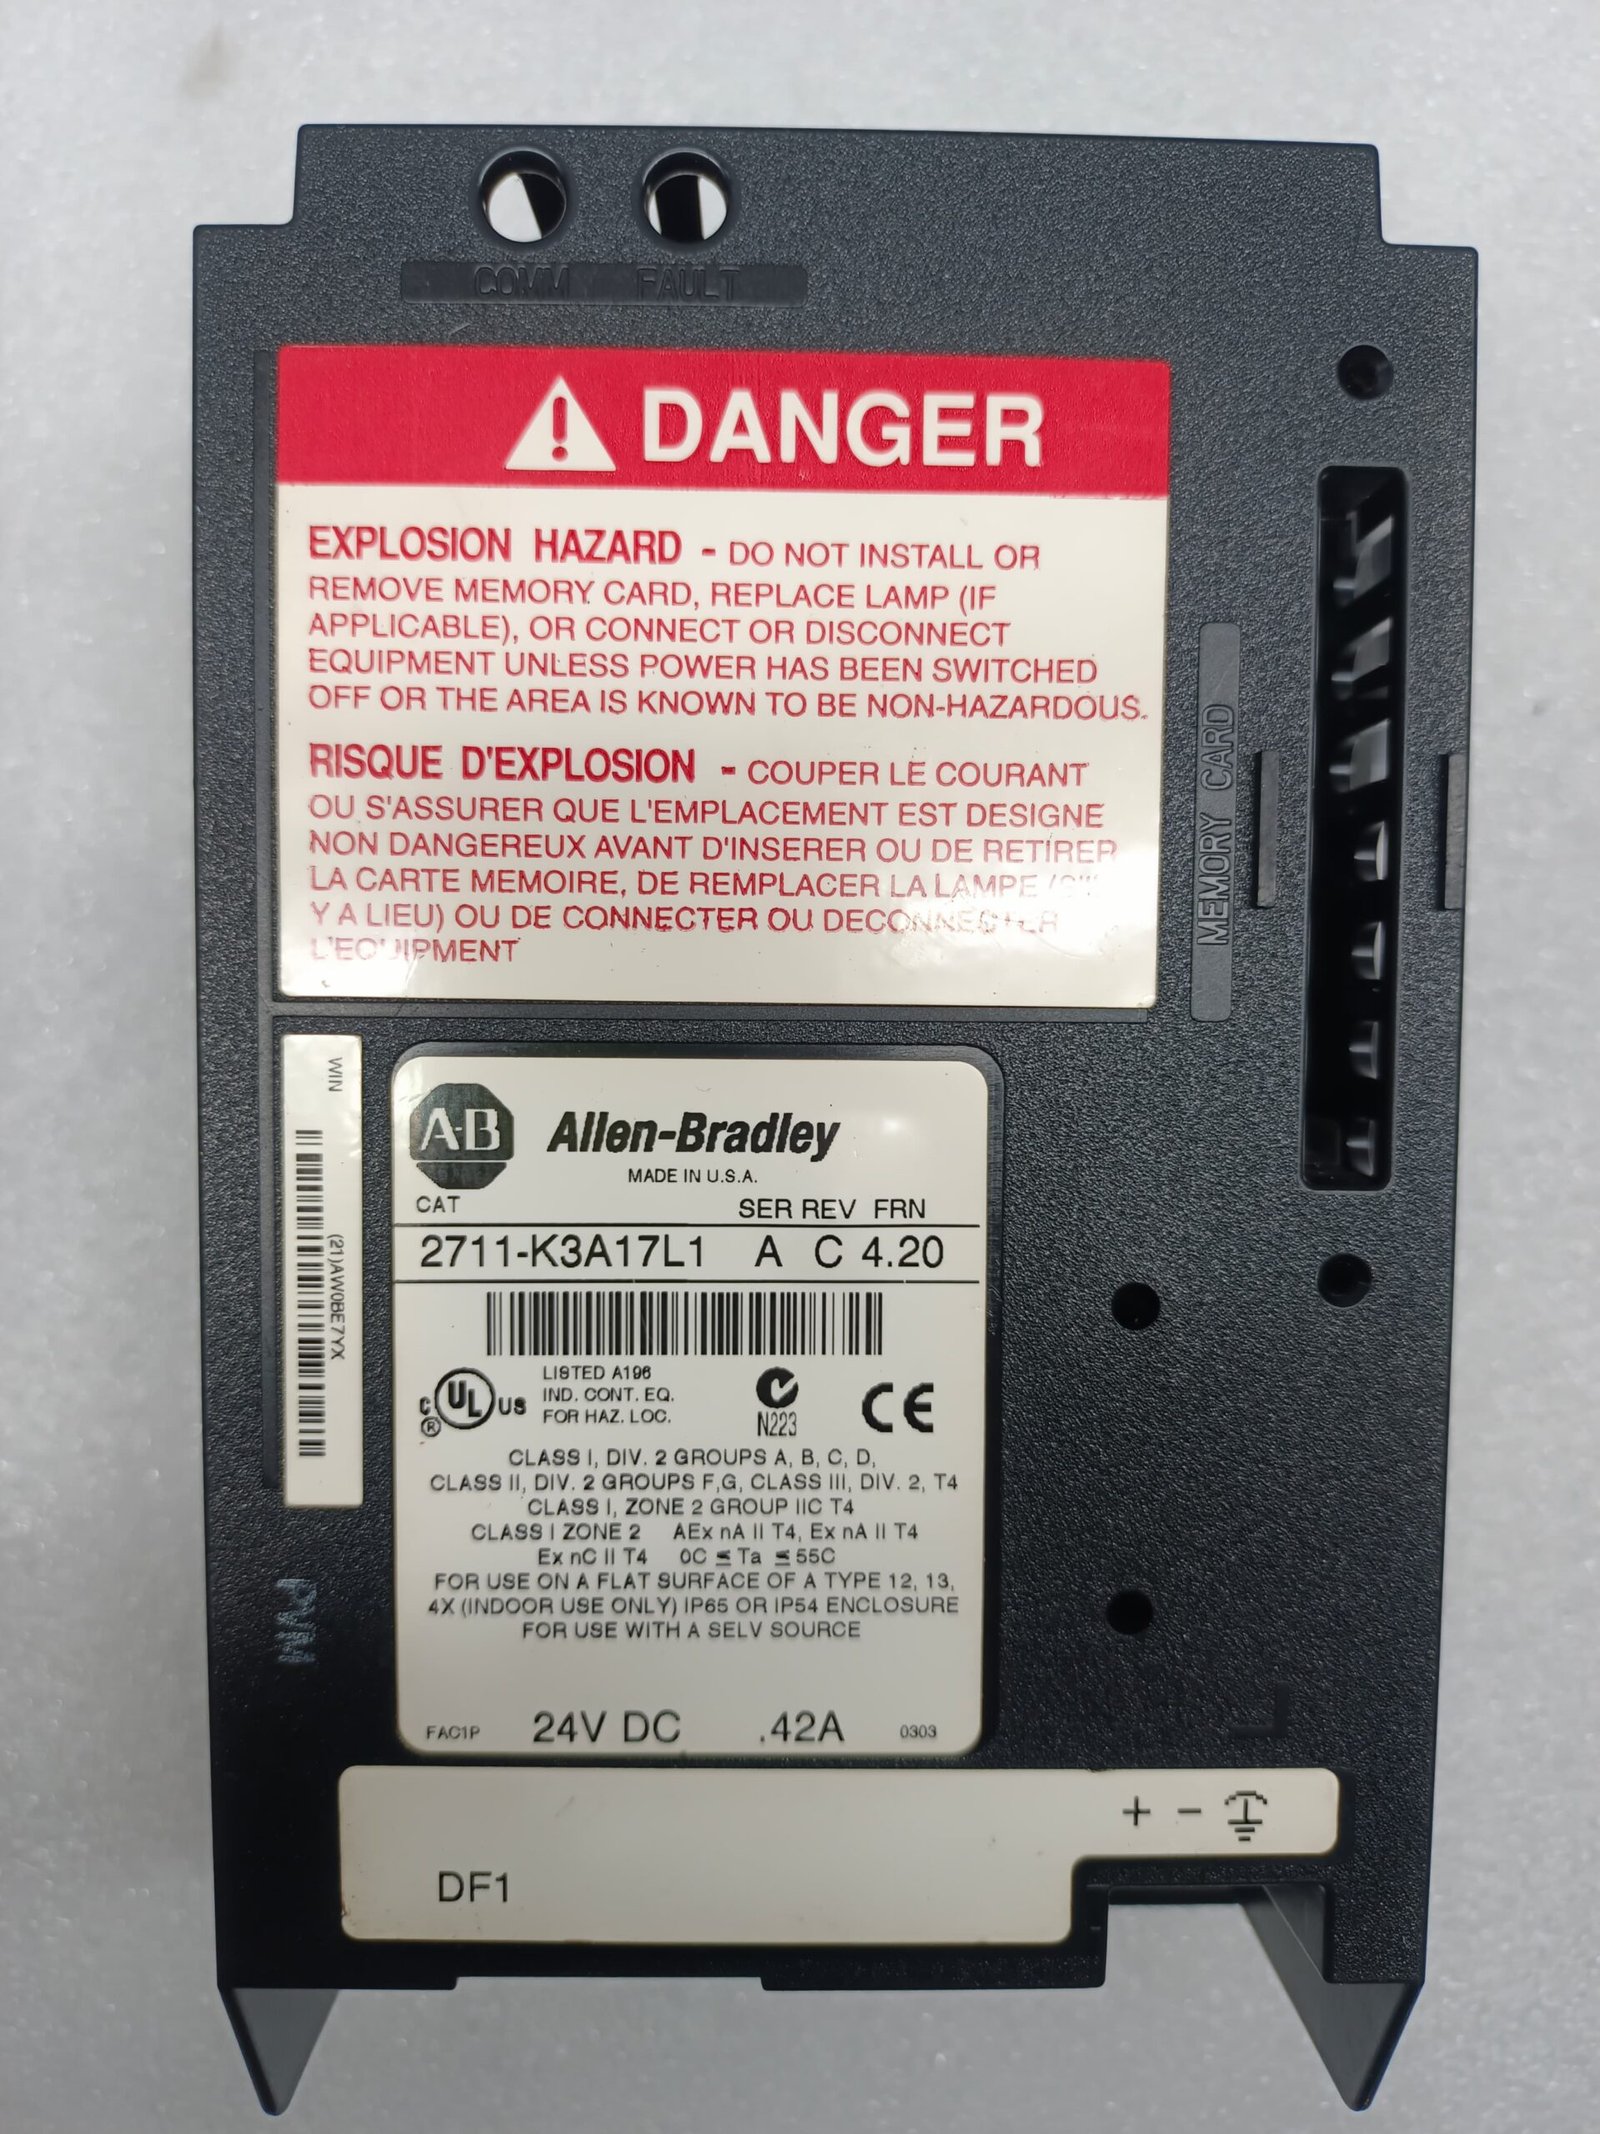 COMM FAULT
DANGER
EXPLOSION HAZARD - DO NOT INSTALL OR
REMOVE MEMORY CARD, REPLACE LAMP (IF
APPLICABLE), OR CONNECT OR DISCONNECT
EQUIPMENT UNLESS POWER HAS BEEN SWITCHED
OFF OR THE AREA IS KNOWN TO BE NON-HAZARDOUS.
RISQUE D'EXPLOSION - COUPER LE COURANT
OU S'ASSURER QUE L'EMPLACEMENT EST DESIGNE
NON DANGEREUX AVANT D'INSERER OU DE RETIRER
LA CARTE MEMOIRE, DE REMPLACER LA LAMPE
Y A LIEU) OU DE CONNECTER OU DECONNECTER
L'EQUIPMENT
MEMORY CARD
WIN
(21)AW0BE7YX
PVM
A-B Allen-Bradley
MADE IN U.S.A.
CAT SER REV FRN
2711-K3A17L1 A C 4.20
C UL US ®
LISTED A196
IND. CONT. EQ.
FOR HAZ. LOC.
N223
CE
CLASS I, DIV. 2 GROUPS A, B, C, D,
CLASS II, DIV. 2 GROUPS F,G, CLASS III, DIV. 2, T4
CLASS I, ZONE 2 GROUP IIC T4
CLASS I ZONE 2 AEx nA II T4, Ex nA II T4
Ex nC II T4 0C ≤ Ta ≤ 55C
FOR USE ON A FLAT SURFACE OF A TYPE 12, 13,
4X (INDOOR USE ONLY) IP65 OR IP54 ENCLOSURE
FOR USE WITH A SELV SOURCE
FAC1P 24V DC .42A 0303
+ -
DF1